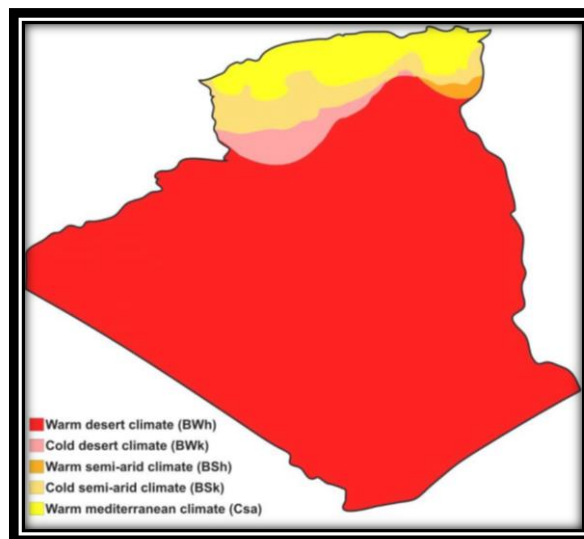 Warm desert climate (BWh)
Cold desert climate (BWk)
Warm semi-arid climate (BSh)
Cold semi-arid climate (BSk)
Warm mediterranean climate (Csa)